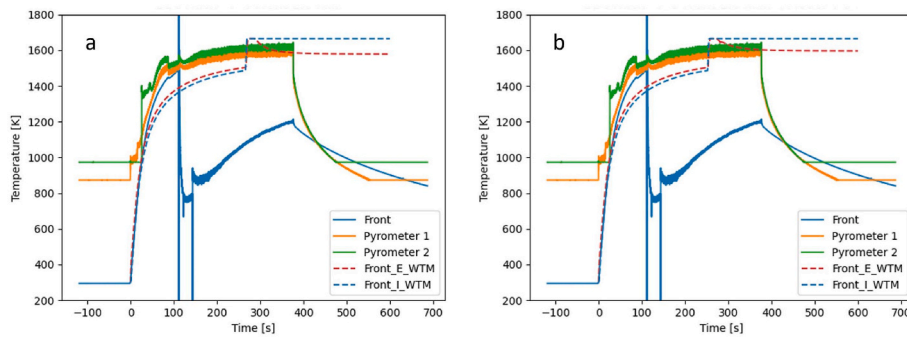 a
Temperature [K]
1800
1600
1400
1200
1000
800
600
400
200
Front
Pyrometer 1
Pyrometer 2
Front_E_WTM
Front_I_WTM
−100 0 100 200 300 400 500 600 700
Time [s]
b
Temperature [K]
1800
1600
1400
1200
1000
800
600
400
200
Front
Pyrometer 1
Pyrometer 2
Front_E_WTM
Front_I_WTM
−100 0 100 200 300 400 500 600 700
Time [s]